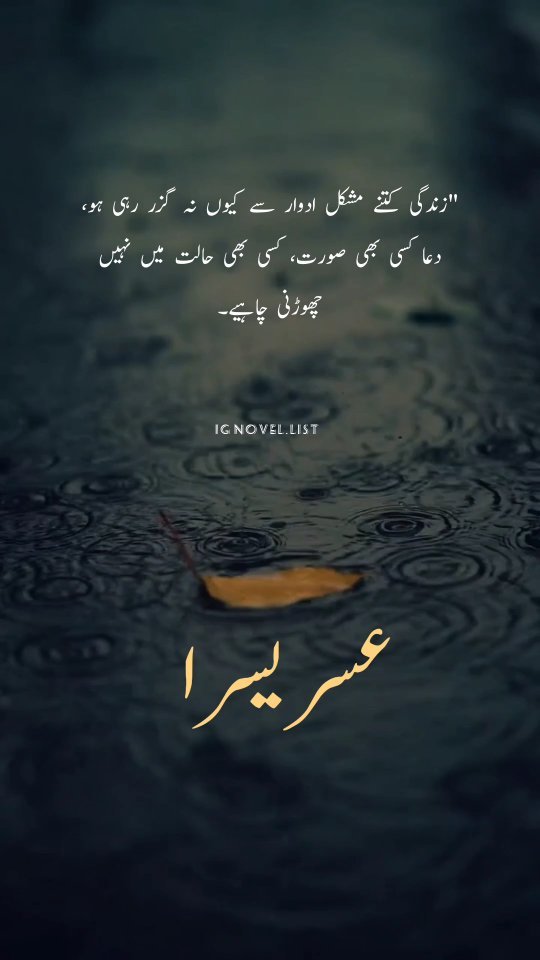 "زندگی کتنے مشکل ادوار سے کیوں نہ گزر رہی ہو،
دعا کسی بھی صورت، کسی بھی حالت میں نہیں
چھوڑنی چاہیے۔
IG NOVEL.LIST
عسر یسرا